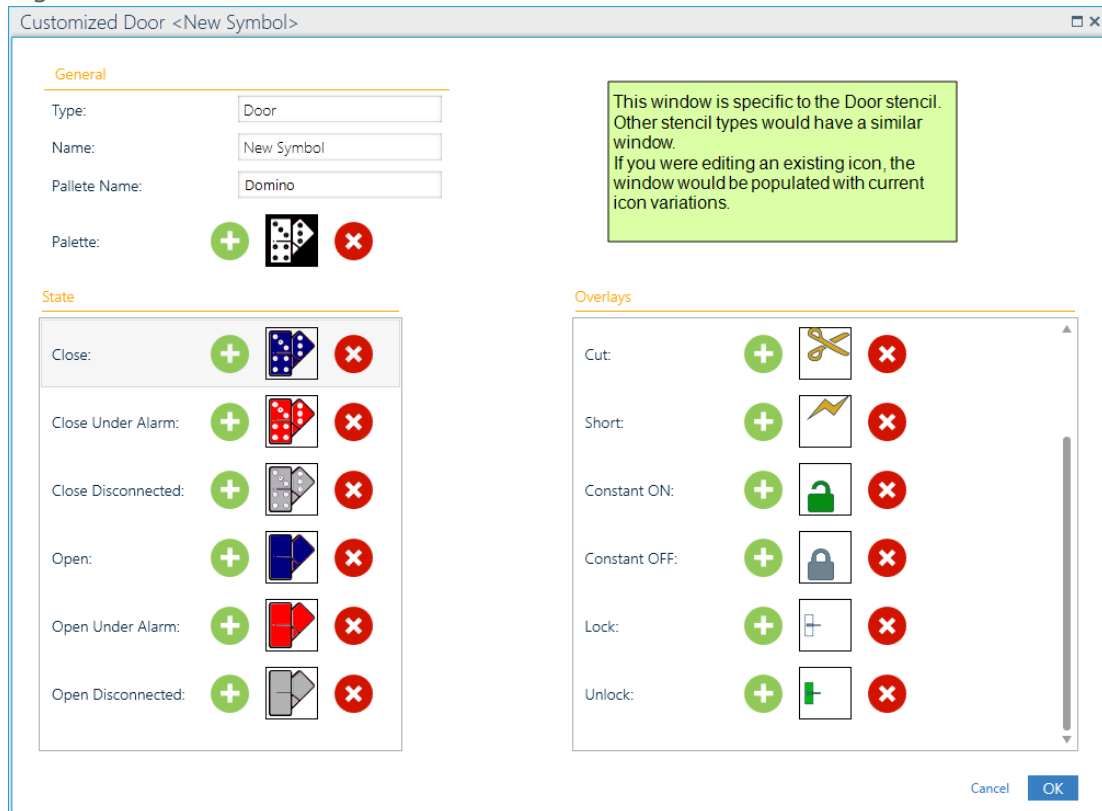 Customized Door <New Symbol>
General
Type:
Door
Name:
New Symbol
Pallete Name:
Domino
Palette:
This window is specific to the Door stencil.
Other stencil types would have a similar
window.
If you were editing an existing icon, the
window would be populated with current
icon variations.
State
Close:
Close Under Alarm:
Close Disconnected:
Open:
Open Under Alarm:
Open Disconnected:
Overlays
Cut:
Short:
Constant ON:
Constant OFF:
Lock:
Unlock:
Cancel
OK